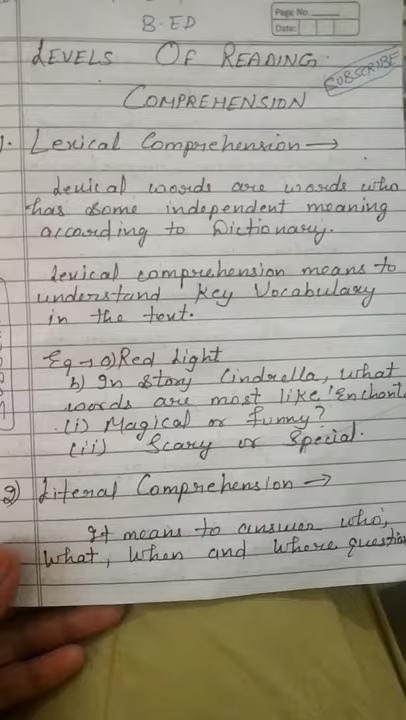 B.ED
Page No.
Date:
LEVELS OF READING
SUBSCRIBE
COMPREHENSION
1. Lexical Comprehension →
Lexical words are words who
has some independent meaning
according to Dictionary.
Lexical comprehension means to
understand key Vocabulary
in the text.
Eg → a) Red Light
b) In story Cindrella, what
words are most like 'Enchant
(i) Magical or Funny?
(ii) Scary or Special.
2) Literal Comprehension →
It means to answer who,
what, when and where question